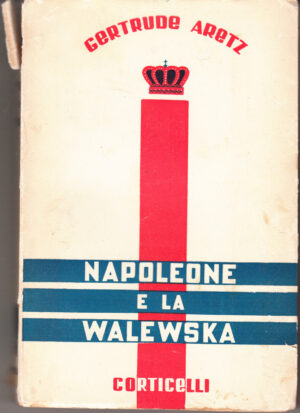 GERTRUDE ARETZ
NAPOLEONE
E LA
WALEWSKA
CORTICELLI